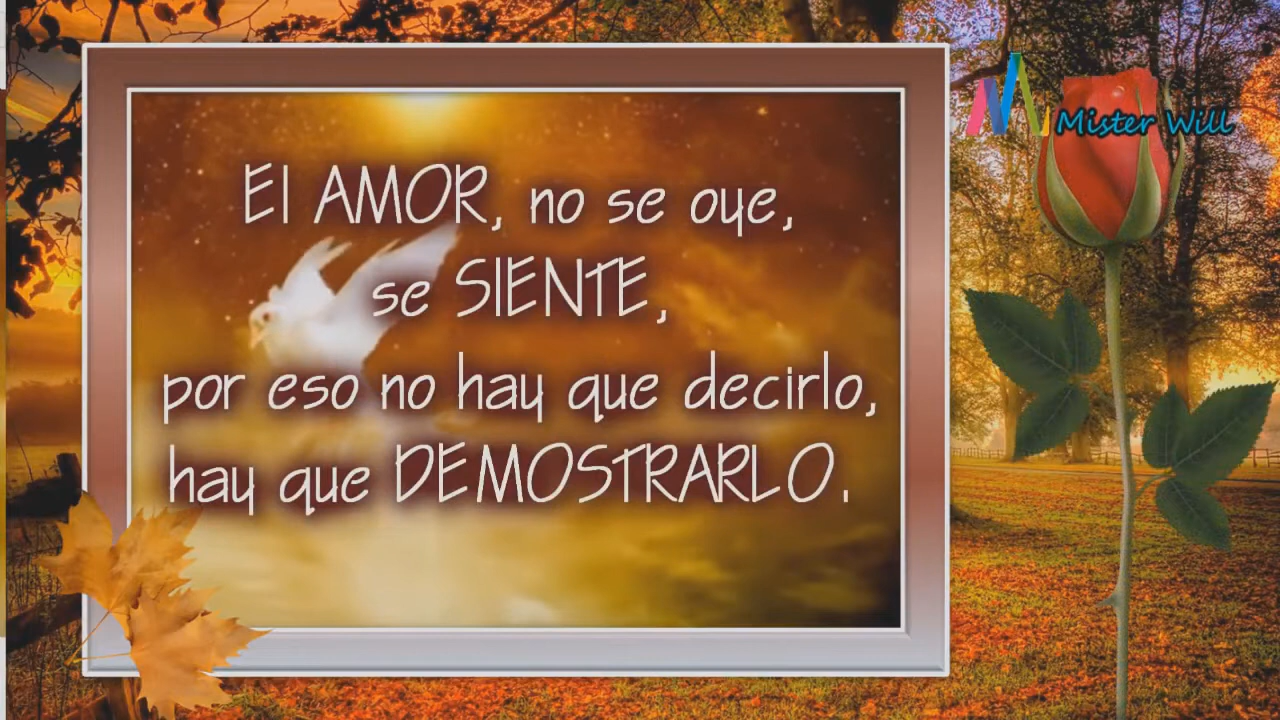 El AMOR, no se oye,
se SIENTE,
por eso no hay que decirlo,
hay que DEMOSTRARLO.
Mister Will